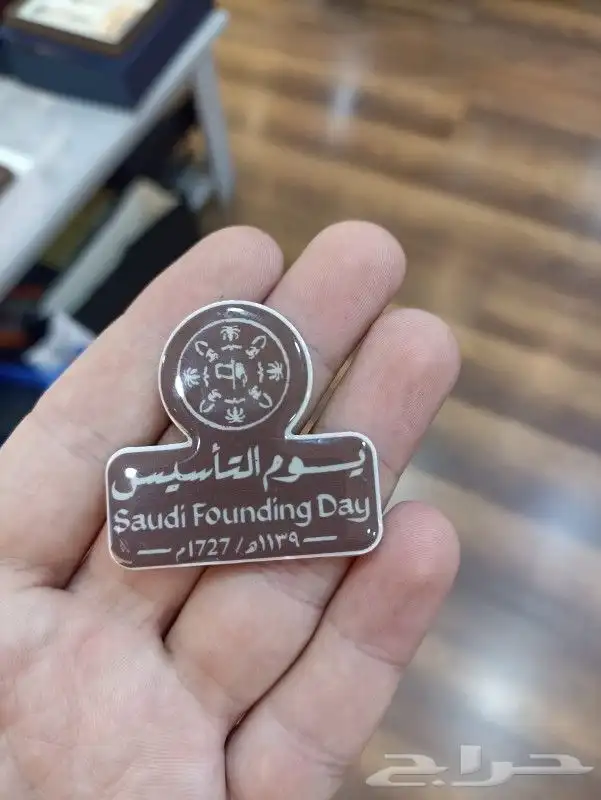 يوم التأسيس
Saudi Founding Day
١١٣٩هـ/ 1727م
حراج